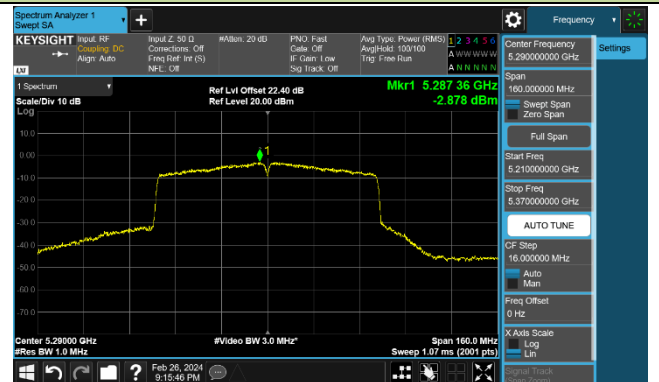 Spectrum Analyzer 1
Swept SA
Frequency
KEYSIGHT
Input: RF
Coupling: DC
Align: Auto
Input Z: 50 Ω
Corrections: Off
Freq Ref: Int (S)
NFE: Off
#Atten: 20 dB
PNO: Fast
Gate: Off
IF Gain: Low
Sig Track: Off
Avg Type: Power (RMS)
Avg|Hold: 100/100
Trig: Free Run
1 2 3 4 5 6
A W W W W W
A N N N N N
LXI
1 Spectrum
Scale/Div 10 dB
Log
Ref Lvl Offset 22.40 dB
Ref Level 20.00 dBm
Mkr1 5.287 36 GHz
-2.878 dBm
1
10.0
0.00
-10.0
-20.0
-30.0
-40.0
-50.0
-60.0
-70.0
Center 5.29000 GHz
#Res BW 1.0 MHz
#Video BW 3.0 MHz*
Span 160.0 MHz
Sweep 1.07 ms (2001 pts)
Feb 26, 2024
9:15:46 PM
Center Frequency
5.290000000 GHz
Settings
Span
160.000000 MHz
Swept Span
Zero Span
Full Span
Start Freq
5.210000000 GHz
Stop Freq
5.370000000 GHz
AUTO TUNE
CF Step
16.000000 MHz
Auto
Man
Freq Offset
0 Hz
X Axis Scale
Log
Lin
Signal Track
(Span Zoom)